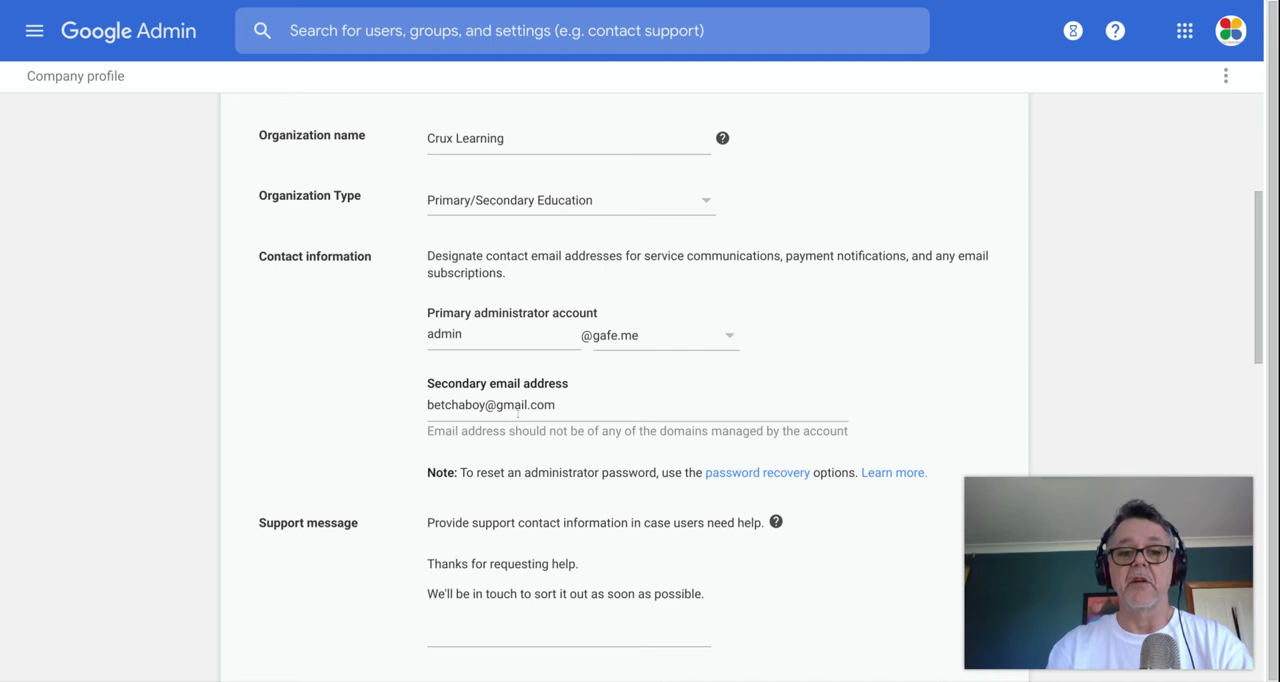 Google Admin
Search for users, groups, and settings (e.g. contact support)
Company profile
Organization name
Crux Learning
Organization Type
Primary/Secondary Education
Contact information
Designate contact email addresses for service communications, payment notifications, and any email
subscriptions.
Primary administrator account
admin @gafe.me
Secondary email address
betchaboy@gmail.com
Email address should not be of any of the domains managed by the account
Note: To reset an administrator password, use the password recovery options. Learn more.
Support message
Provide support contact information in case users need help.
Thanks for requesting help.
We'll be in touch to sort it out as soon as possible.